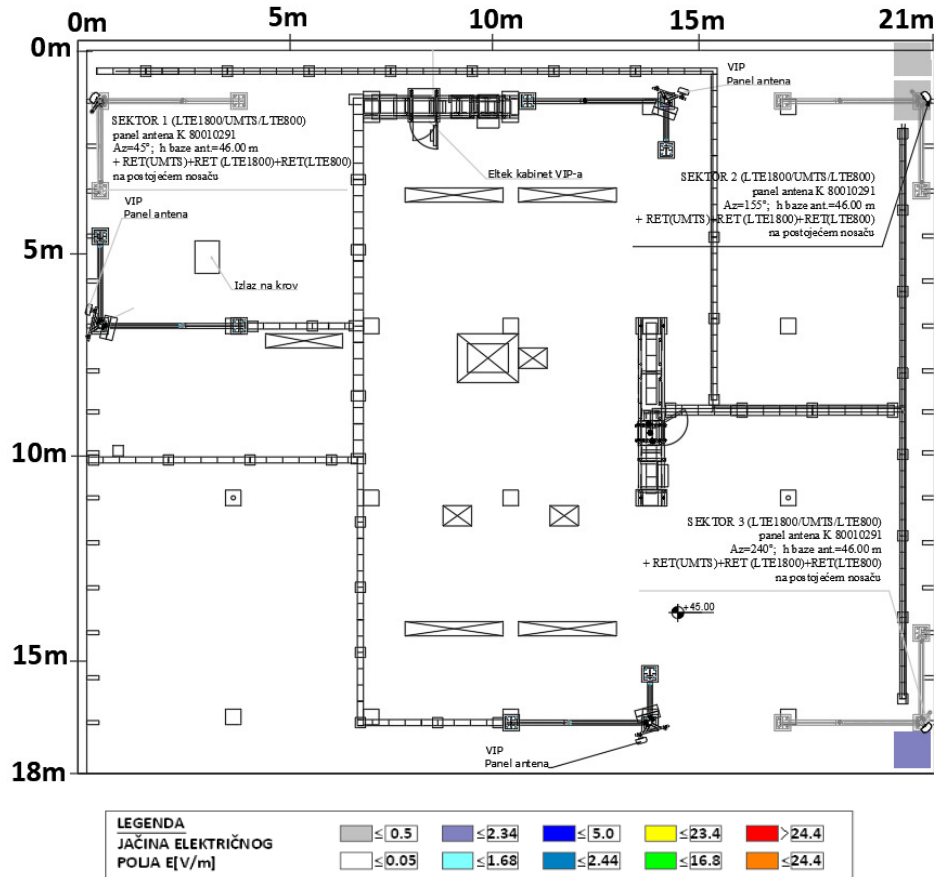 0m
5m
10m
15m
21m
0m
5m
10m
15m
18m
VIP
Panel antena
SEKTOR 1 (LTE1800/UMTS/LTE800)
panel antena K 80010291
Az=45°; h baze ant.=46.00 m
+ RET(UMTS)+RET (LTE1800)+RET(LTE800)
na postojećem nosaču
Eltek kabinet VIP-a
SEKTOR 2 (LTE1800/UMTS/LTE800)
panel antena K 80010291
Az=155°; h baze ant.=46.00 m
+ RET(UMTS)+RET (LTE1800)+RET(LTE800)
na postojećem nosaču
VIP
Panel antena
Izlaz na krov
SEKTOR 3 (LTE1800/UMTS/LTE800)
panel antena K 80010291
Az=240°; h baze ant.=46.00 m
+ RET(UMTS)+RET (LTE1800)+RET(LTE800)
na postojećem nosaču
+45.00
VIP
Panel antena
LEGENDA
JAČINA ELEKTRIČNOG
POLJA E[V/m]
≤ 0.5 ≤2.34 ≤ 5.0 ≤23.4 >24.4
≤0.05 ≤1.68 ≤2.44 ≤16.8 ≤24.4